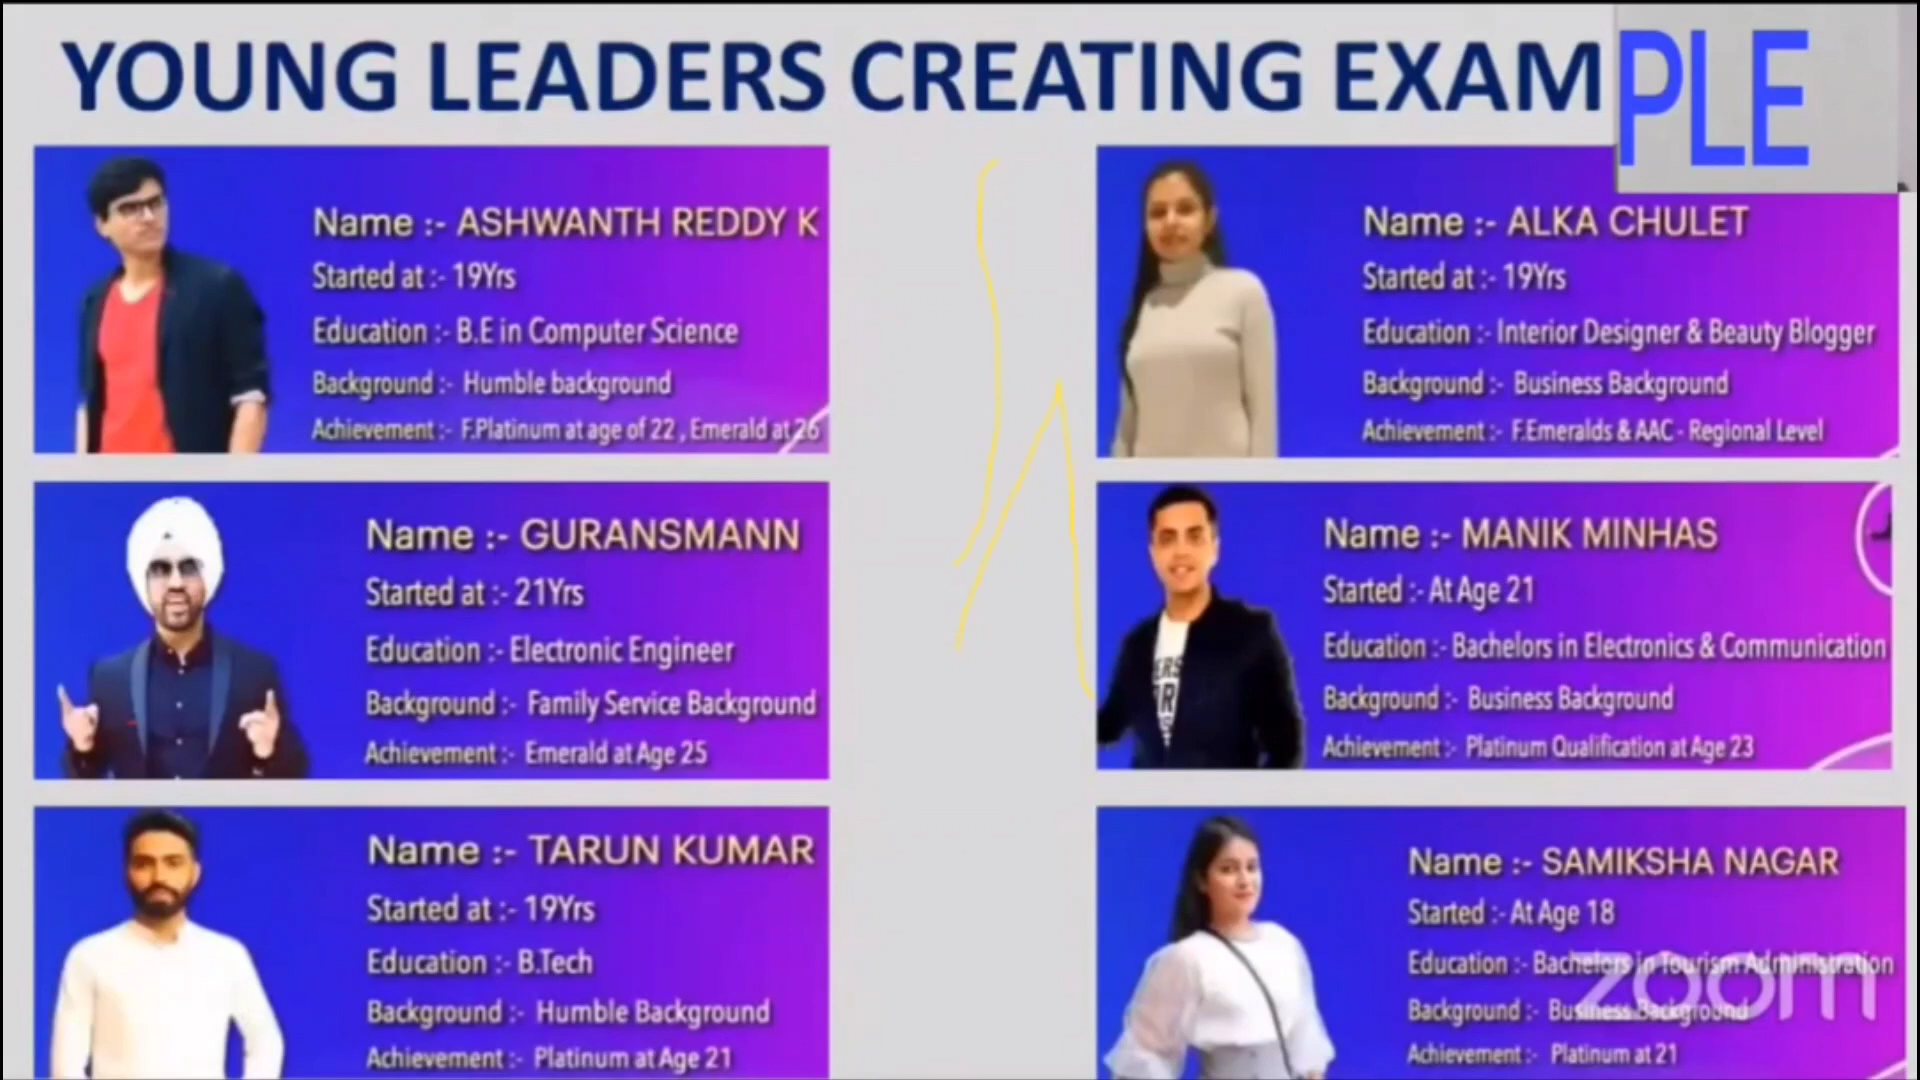 YOUNG LEADERS CREATING EXAMPLE
Name :- ASHWANTH REDDY K
Started at :- 19Yrs
Education :- B.E in Computer Science
Background :- Humble background
Achievement :- F.Platinum at age of 22 , Emerald at 26
Name :- ALKA CHULET
Started at :- 19Yrs
Education :- Interior Designer & Beauty Blogger
Background :- Business Background
Achievement :- F.Emeralds & AAC - Regional Level
Name :- GURANSMANN
Started at :- 21Yrs
Education :- Electronic Engineer
Background :- Family Service Background
Achievement :- Emerald at Age 25
Name :- MANIK MINHAS
Started :- At Age 21
Education :- Bachelors in Electronics & Communication
Background :- Business Background
Achievement :- Platinum Qualification at Age 23
Name :- TARUN KUMAR
Started at :- 19Yrs
Education :- B.Tech
Background :- Humble Background
Achievement :- Platinum at Age 21
Name :- SAMIKSHA NAGAR
Started :- At Age 18
Education :- Bachelors in Tourism Administration
Background :- Business Background
Achievement :- Platinum at 21
zoom